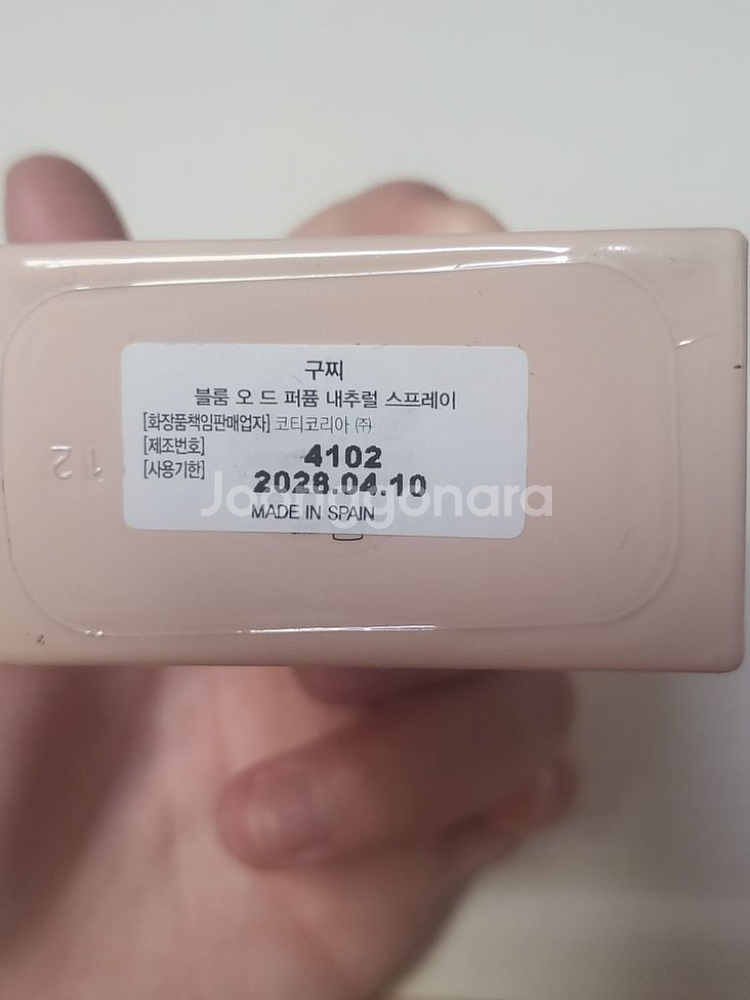 구찌
블룸 오 드 퍼퓸 내추럴 스프레이
[화장품책임판매업자] 코티코리아 ㈜
[제조번호] 4102
[사용기한] 2028.04.10
Joonggonara
MADE IN SPAIN
12